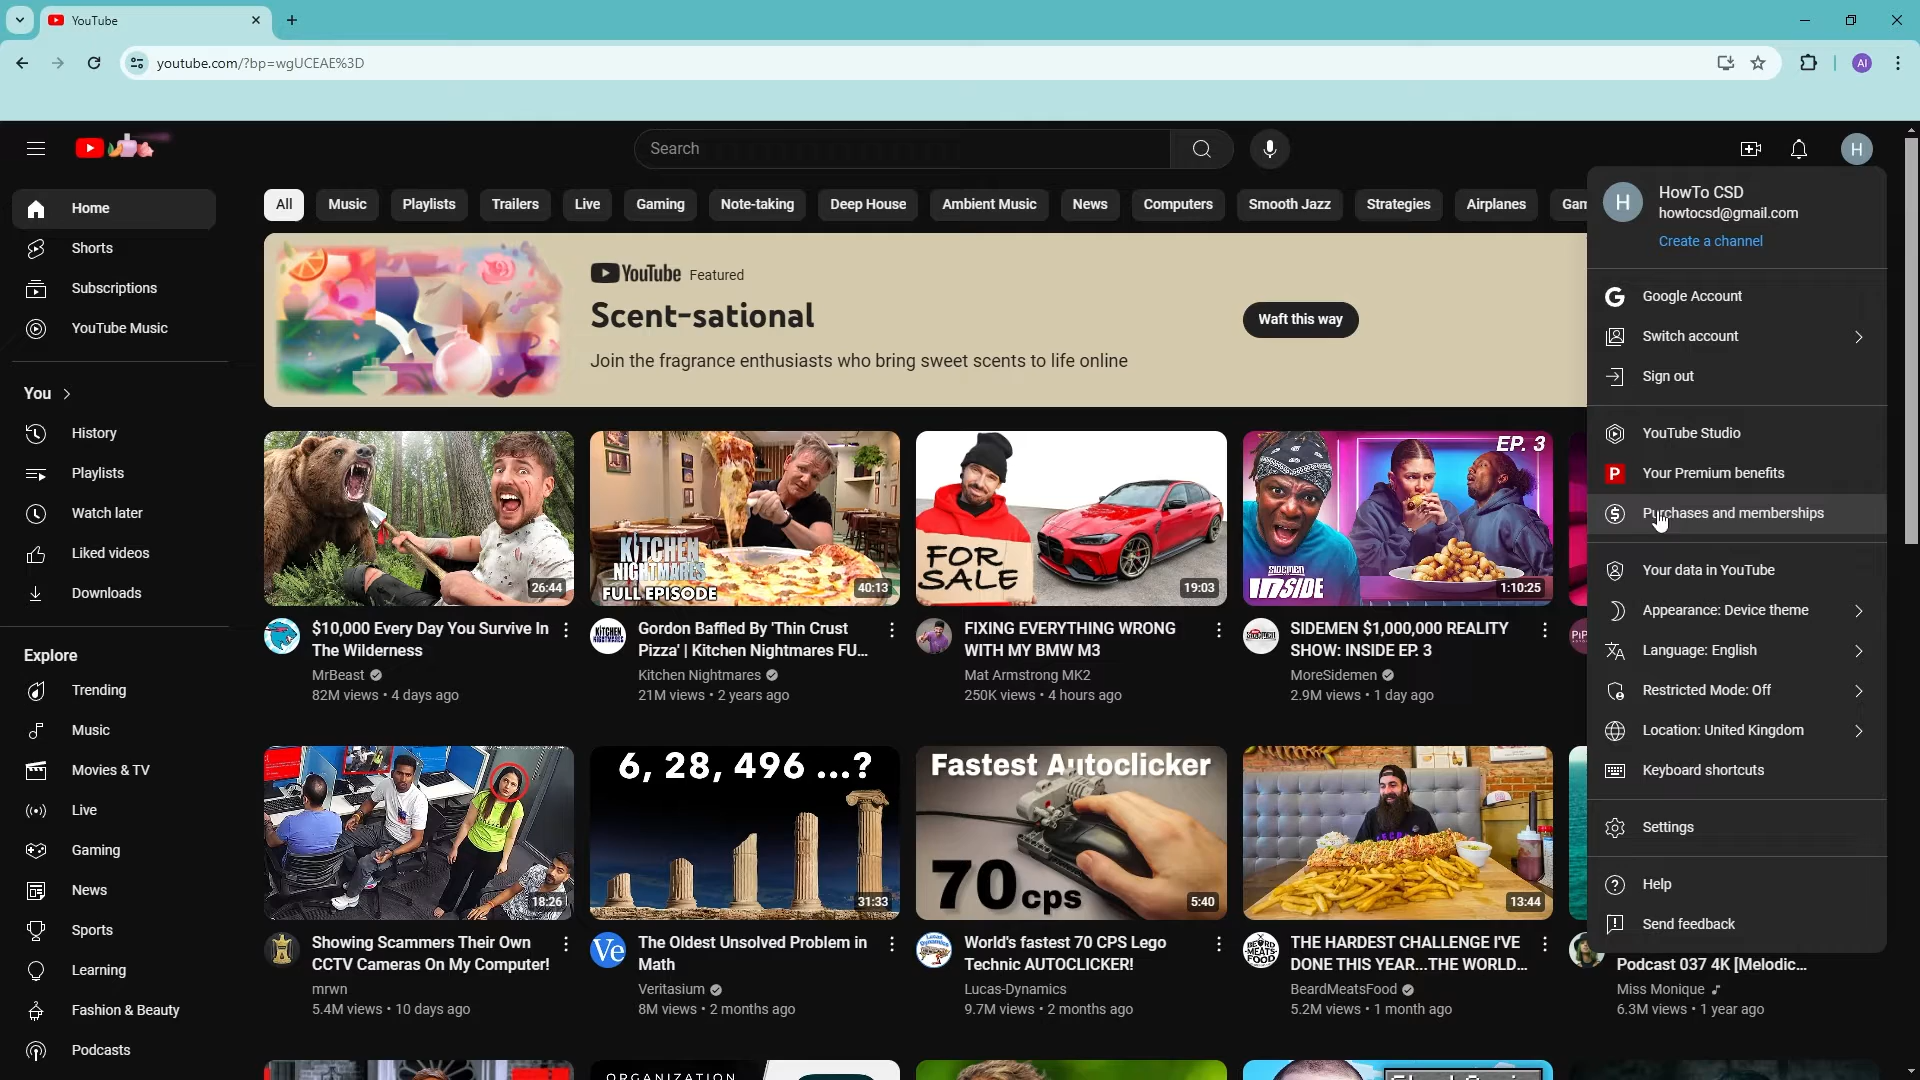 YouTube
youtube.com/?bp=wgUCEAE%3D
AI
Search
H
Home
Shorts
Subscriptions
YouTube Music
You
History
Playlists
Watch later
Liked videos
Downloads
Explore
Trending
Music
Movies & TV
Live
Gaming
News
Sports
Learning
Fashion & Beauty
Podcasts
All
Music
Playlists
Trailers
Live
Gaming
Note-taking
Deep House
Ambient Music
News
Computers
Smooth Jazz
Strategies
Airplanes
Gam
YouTube Featured
Scent-sational
Join the fragrance enthusiasts who bring sweet scents to life online
Waft this way
26:44
$10,000 Every Day You Survive In
The Wilderness
MrBeast
82M views • 4 days ago
KITCHEN
NIGHTMARES
FULL EPISODE
40:13
KITCHEN
NIGHTMARES
Gordon Baffled By 'Thin Crust
Pizza' | Kitchen Nightmares FU...
Kitchen Nightmares
21M views • 2 years ago
FOR
SALE
19:03
FIXING EVERYTHING WRONG
WITH MY BMW M3
Mat Armstrong MK2
250K views • 4 hours ago
EP. 3
SIDEMEN
INSIDE
1:10:25
SIDEMEN $1,000,000 REALITY
SHOW: INSIDE EP. 3
MoreSidemen
2.9M views • 1 day ago
18:26
Showing Scammers Their Own
CCTV Cameras On My Computer!
mrwn
5.4M views • 10 days ago
6, 28, 496 ...?
31:33
Ve
The Oldest Unsolved Problem in
Math
Veritasium
8M views • 2 months ago
Fastest Autoclicker
70 cps
5:40
World's fastest 70 CPS Lego
Technic AUTOCLICKER!
Lucas-Dynamics
9.7M views • 2 months ago
13:44
BEARD
MEATS
FOOD
THE HARDEST CHALLENGE I'VE
DONE THIS YEAR...THE WORLD...
BeardMeatsFood
5.2M views • 1 month ago
Podcast 037 4K [Melodic...
Miss Monique
6.3M views • 1 year ago
ORGANIZATION
H
HowTo CSD
howtocsd@gmail.com
Create a channel
Google Account
Switch account
Sign out
YouTube Studio
Your Premium benefits
Purchases and memberships
Your data in YouTube
Appearance: Device theme
Language: English
Restricted Mode: Off
Location: United Kingdom
Keyboard shortcuts
Settings
Help
Send feedback